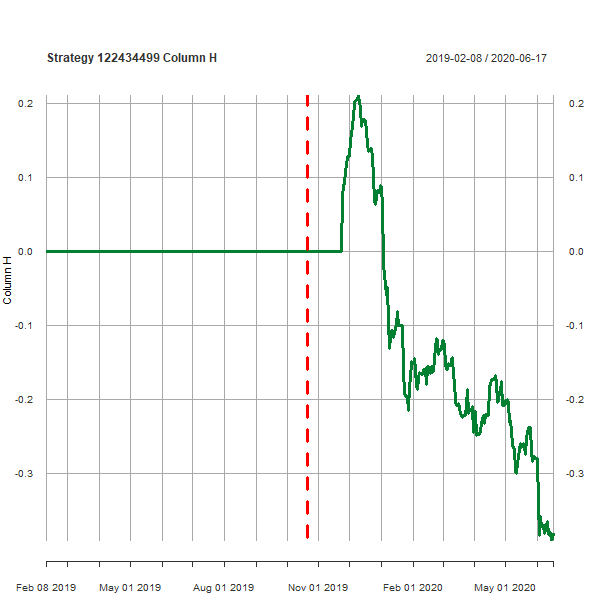 Strategy 122434499 Column H
2019-02-08 / 2020-06-17
0.2
0.1
0.0
-0.1
-0.2
-0.3
0.2
0.1
0.0
-0.1
-0.2
-0.3
Column H
Feb 08 2019
May 01 2019
Aug 01 2019
Nov 01 2019
Feb 01 2020
May 01 2020